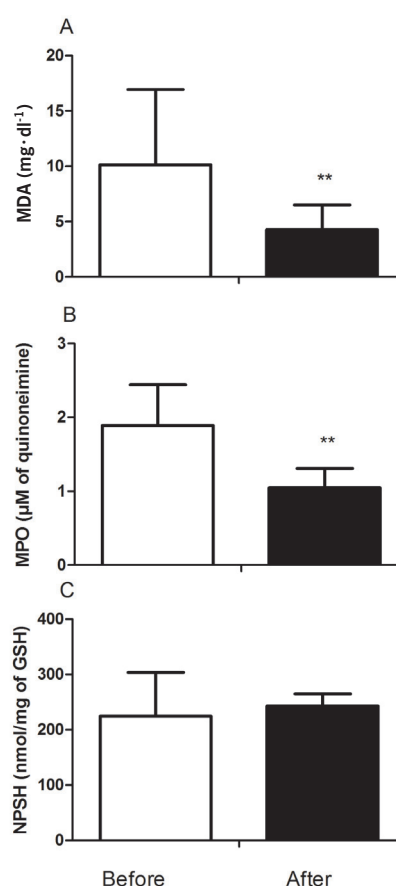 A
MDA (mg·dl-1)
20
15
10
5
0
**
B
MPO (µM of quinoneimine)
3
2
1
0
**
C
NPSH (nmol/mg of GSH)
400
300
200
100
0
Before After